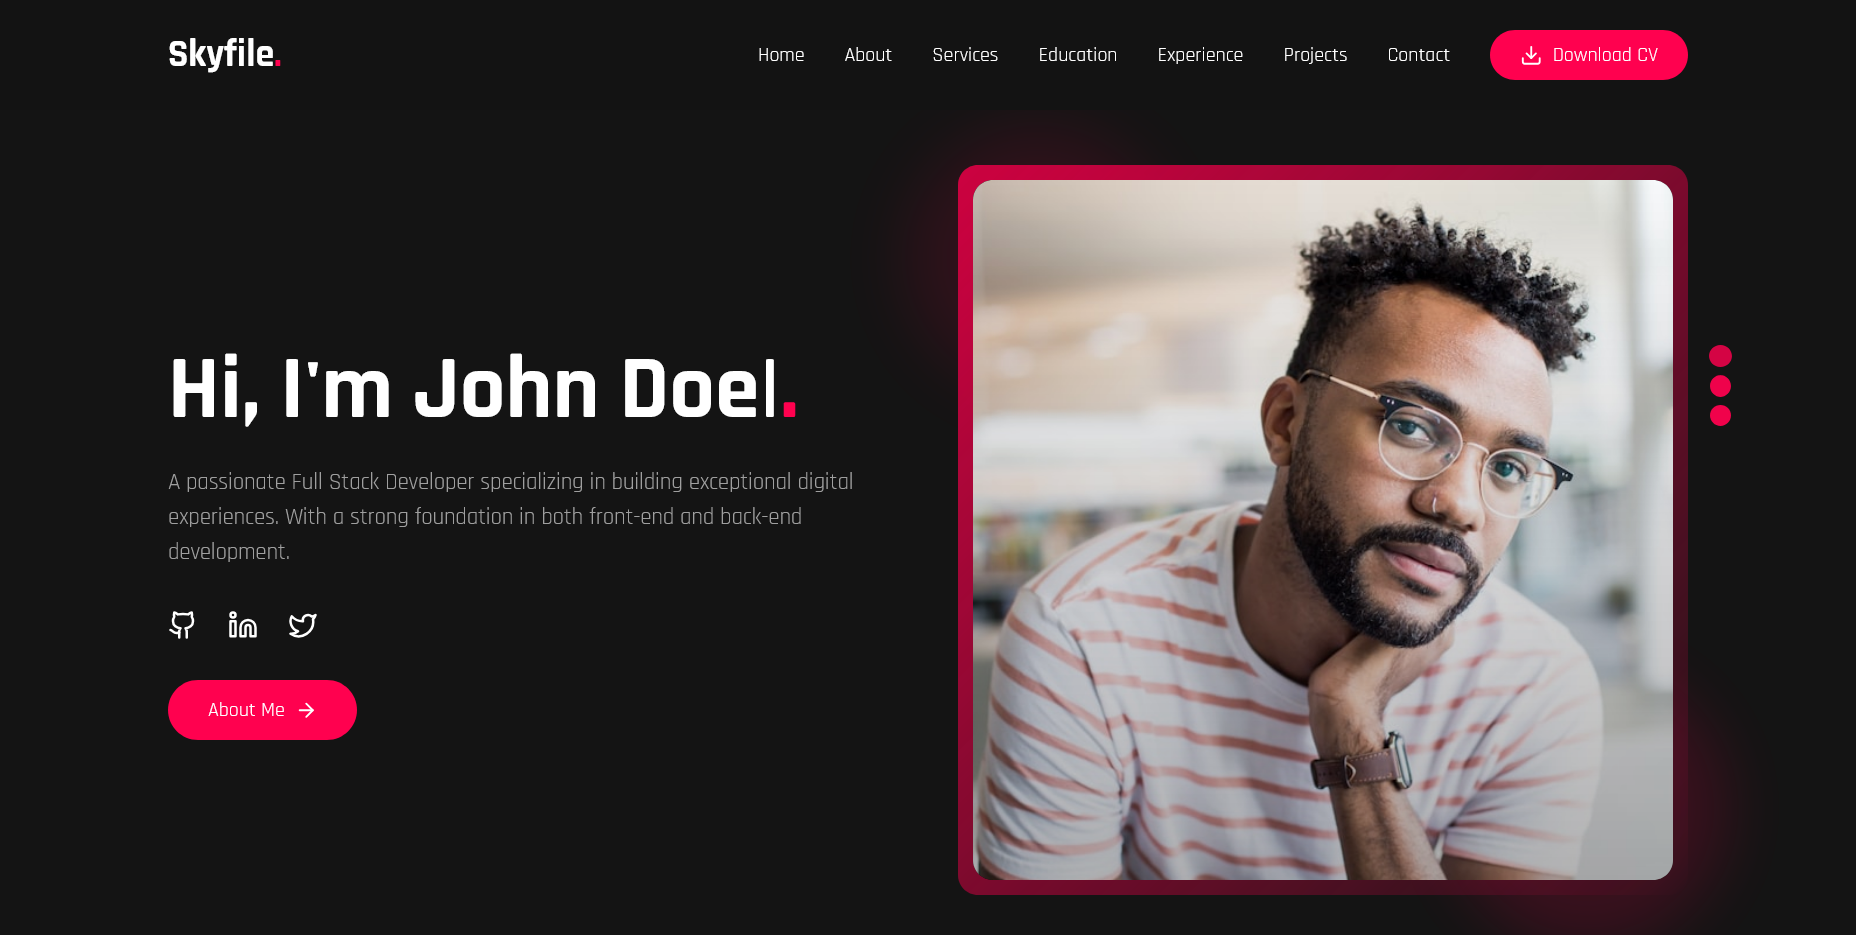 Skyfile.
Home About Services Education Experience Projects Contact Download CV
Hi, I'm John Doe|.
A passionate Full Stack Developer specializing in building exceptional digital
experiences. With a strong foundation in both front-end and back-end
development.
About Me